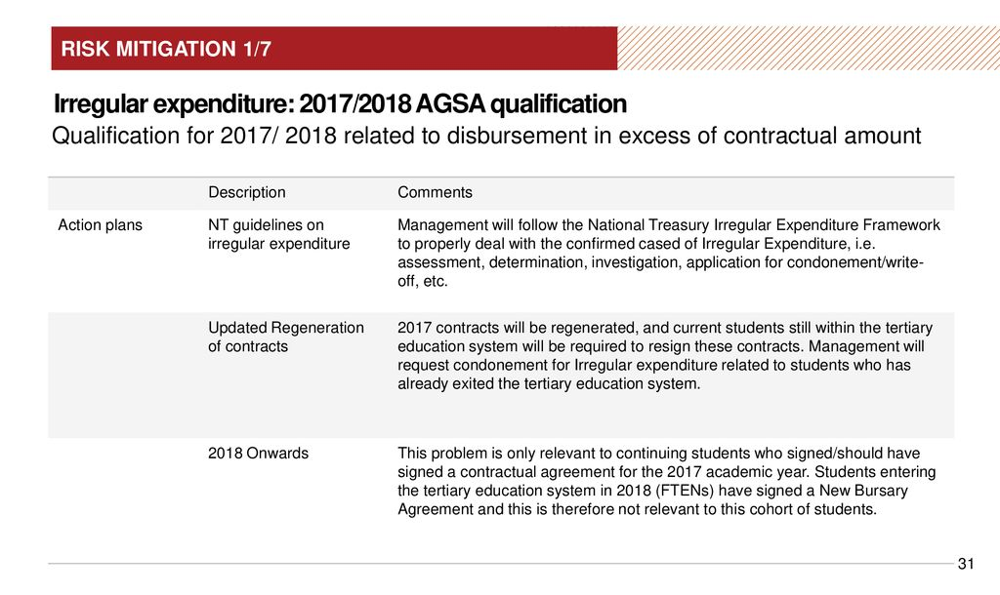 RISK MITIGATION 1/7
Irregular expenditure: 2017/2018 AGSA qualification
Qualification for 2017/ 2018 related to disbursement in excess of contractual amount
Description
Comments
Action plans
NT guidelines on
irregular expenditure
Management will follow the National Treasury Irregular Expenditure Framework
to properly deal with the confirmed cased of Irregular Expenditure, i.e.
assessment, determination, investigation, application for condonement/write-
off, etc.
Updated Regeneration
of contracts
2017 contracts will be regenerated, and current students still within the tertiary
education system will be required to resign these contracts. Management will
request condonement for Irregular expenditure related to students who has
already exited the tertiary education system.
2018 Onwards
This problem is only relevant to continuing students who signed/should have
signed a contractual agreement for the 2017 academic year. Students entering
the tertiary education system in 2018 (FTENs) have signed a New Bursary
Agreement and this is therefore not relevant to this cohort of students.
31